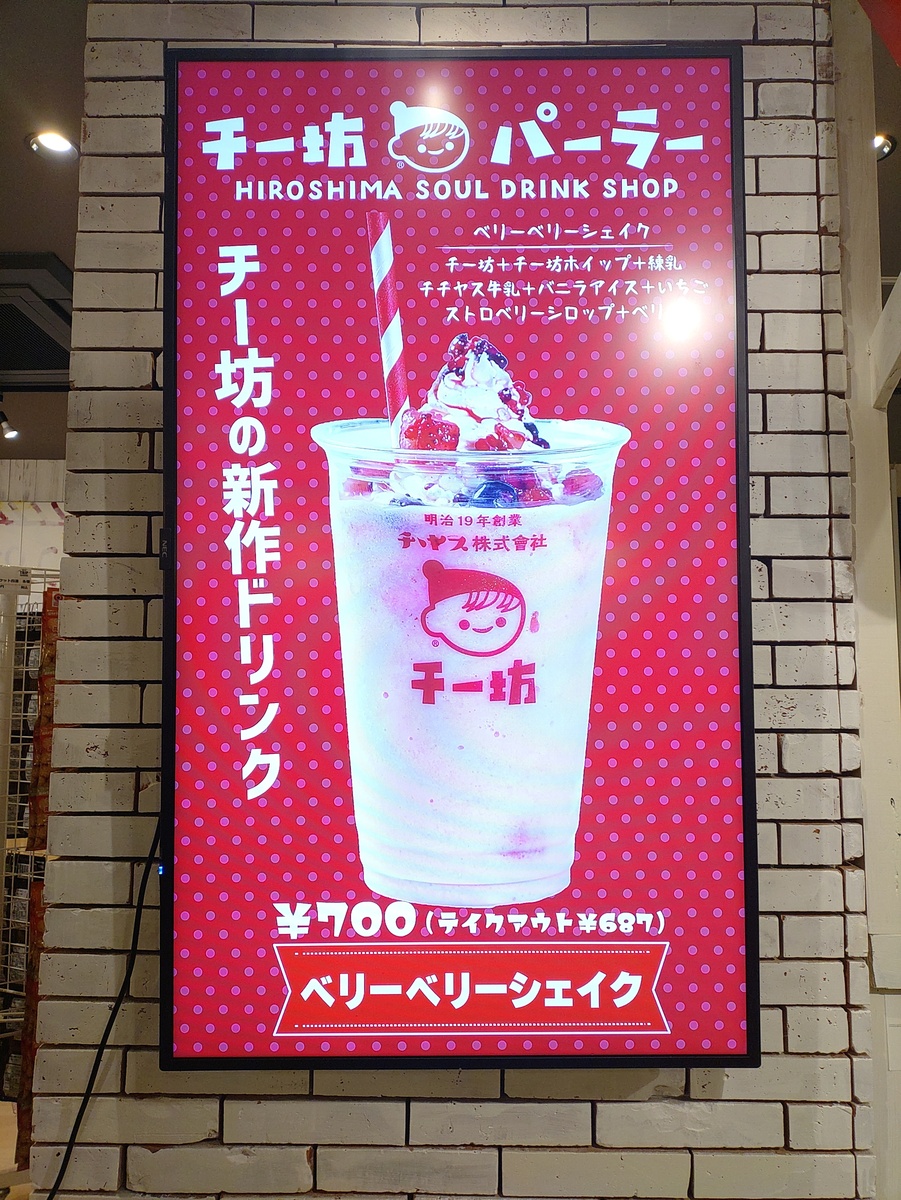 チー坊パーラー
HIROSHIMA SOUL DRINK SHOP
ベリーベリーシェイク
チー坊+チー坊ホイップ+練乳
チチヤス牛乳+バニラアイス+いちご
ストロベリーシロップ+ベリ
チー坊の新作ドリンク
明治19年創業
チチヤス株式會社
チー坊
¥700(テイクアウト¥687)
ベリーベリーシェイク
NEC